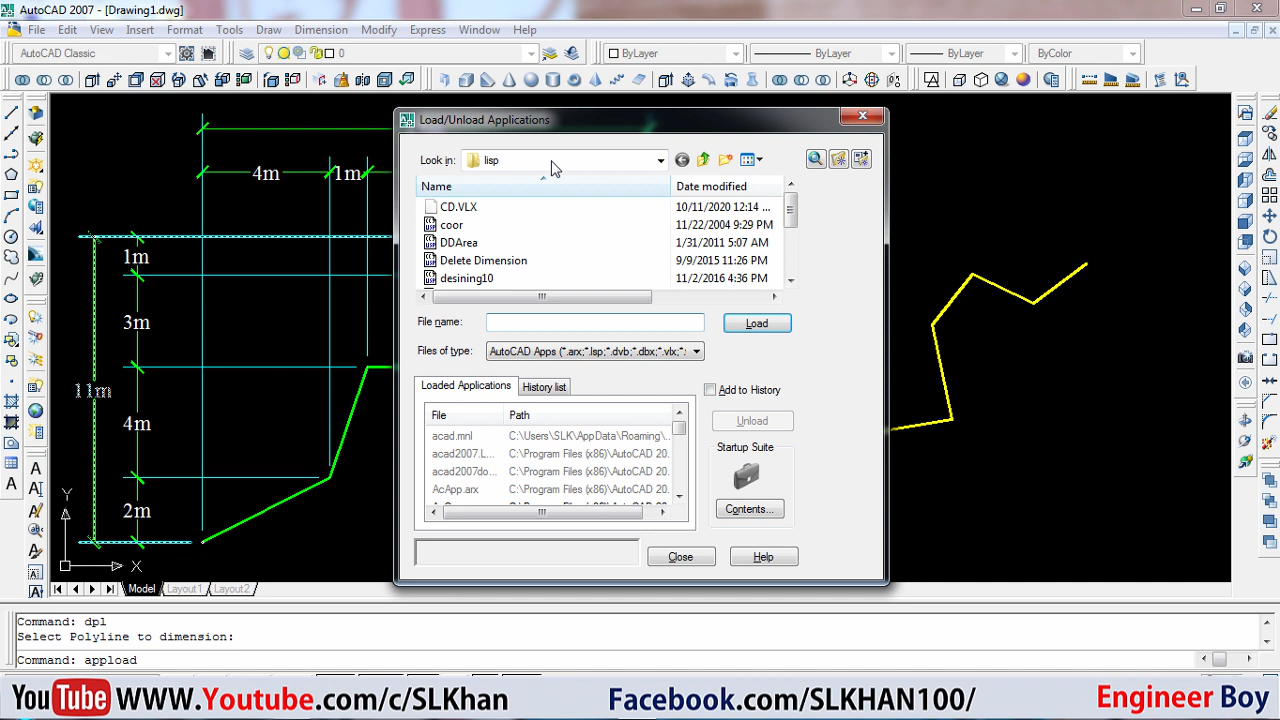 AutoCAD 2007 - [Drawing1.dwg]
File Edit View Insert Format Tools Draw Dimension Modify Express Window Help
AutoCAD Classic
0
ByLayer
ByLayer
ByLayer
ByColor
Load/Unload Applications
Look in: lisp
Name Date modified
CD.VLX 10/11/2020 12:14 ...
coor 11/22/2004 9:29 PM
DDArea 1/31/2011 5:07 AM
Delete Dimension 9/9/2015 11:26 PM
desining10 11/2/2016 4:36 PM
File name: Load
Files of type: AutoCAD Apps (*.arx;*.lsp;*.dvb;*.dbx;*.vlx;*:
Loaded Applications History list
Add to History
File Path
Unload
acad.mnl C:\Users\SLK\AppData\Roaming\...
acad2007.L... C:\Program Files (x86)\AutoCAD 20.
acad2007do... C:\Program Files (x86)\AutoCAD 20.
AcApp.arx C:\Program Files (x86)\AutoCAD 20.
Startup Suite
Contents...
Close Help
4m 1m
1m
3m
11m
4m
2m
Y
X
Model Layout1 Layout2
Command: dpl
Select Polyline to dimension:
Command: appload
YouTube WWW.Youtube.com/c/SLKhan Facebook.com/SLKHAN100/ Engineer Boy